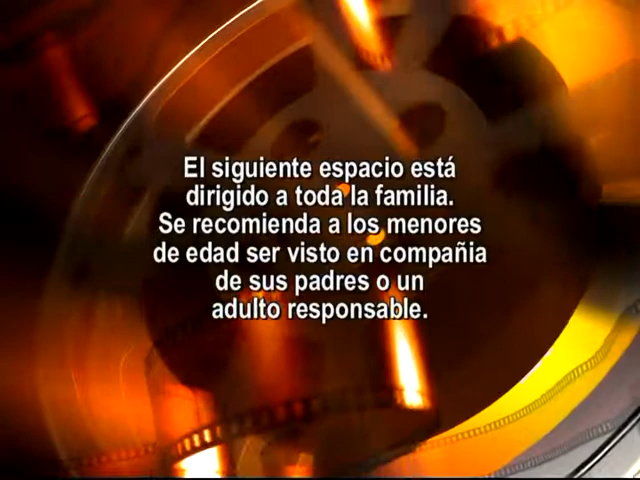 El siguiente espacio está
dirigido a toda la familia.
Se recomienda a los menores
de edad ser visto en compañia
de sus padres o un
adulto responsable.